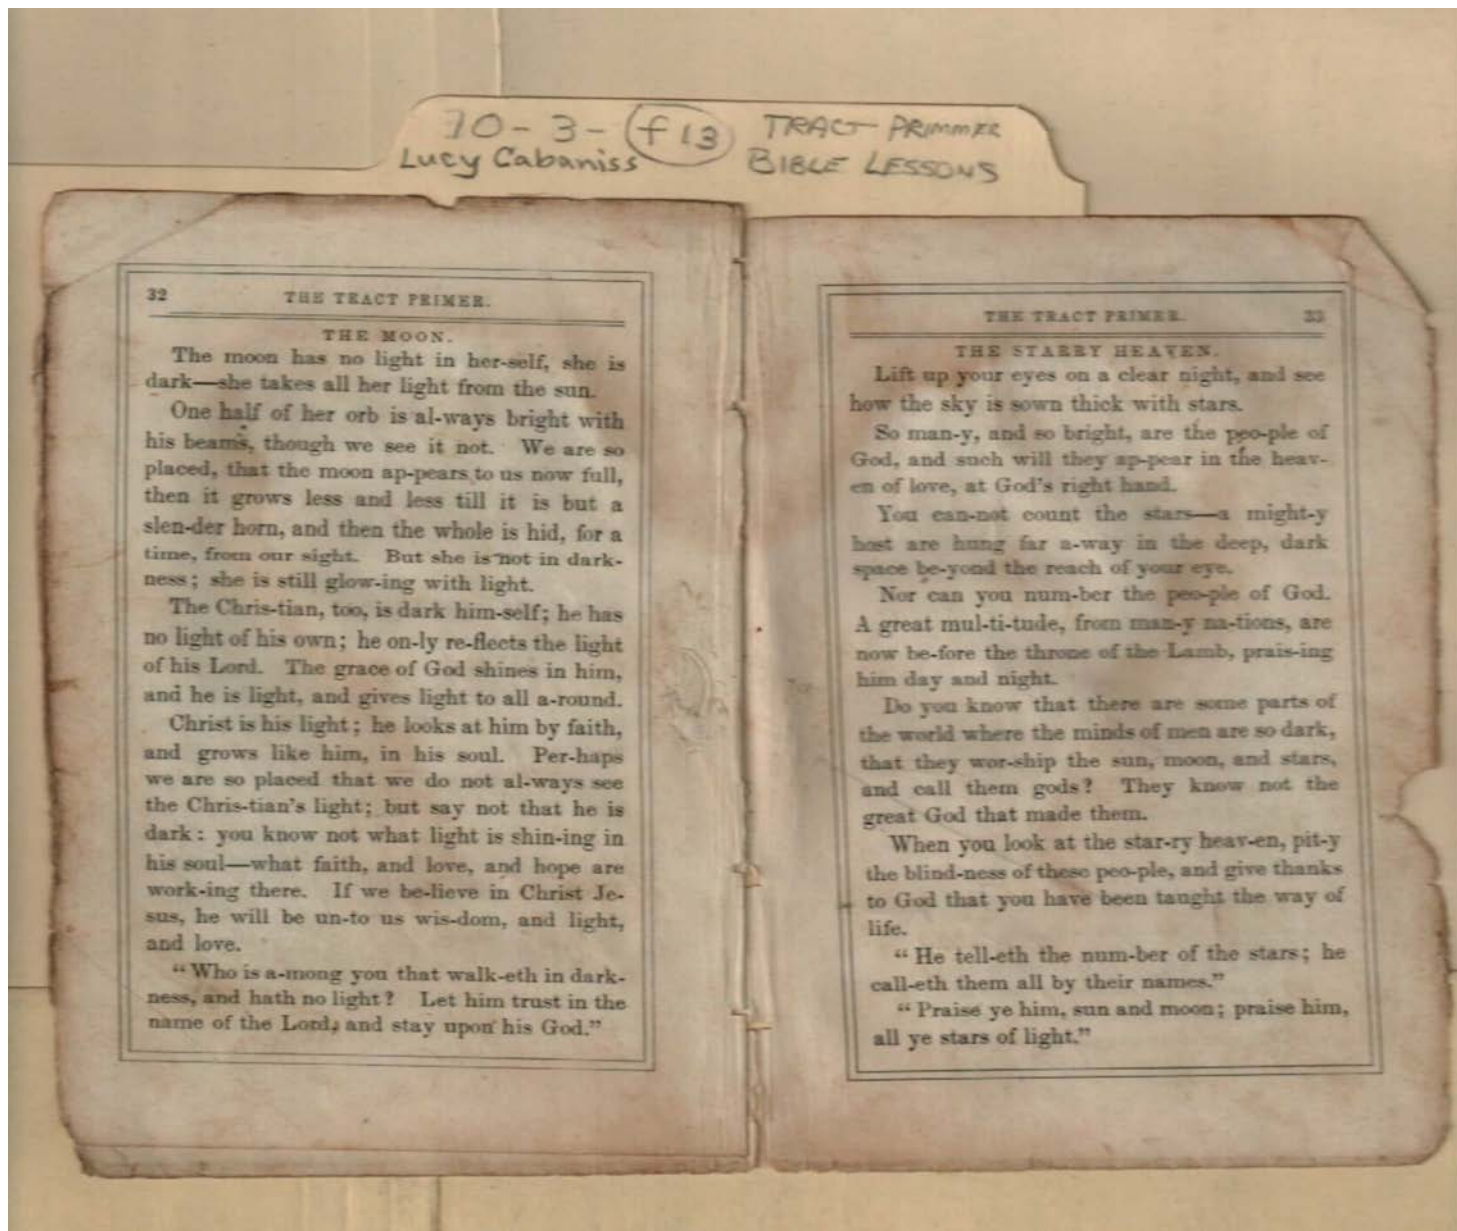 10-3-f13 TRACT PRIMMER
Lucy Cabaniss BIBLE LESSONS
32 THE TRACT PRIMER.
THE MOON.
The moon has no light in her-self, she is
dark—she takes all her light from the sun.
One half of her orb is al-ways bright with
his beams, though we see it not. We are so
placed, that the moon ap-pears to us now full,
then it grows less and less till it is but a
slen-der horn, and then the whole is hid, for a
time, from our sight. But she is not in dark-
ness; she is still glow-ing with light.
The Chris-tian, too, is dark him-self; he has
no light of his own; he on-ly re-flects the light
of his Lord. The grace of God shines in him,
and he is light, and gives light to all a-round.
Christ is his light; he looks at him by faith,
and grows like him, in his soul. Per-haps
we are so placed that we do not al-ways see
the Chris-tian's light; but say not that he is
dark: you know not what light is shin-ing in
his soul—what faith, and love, and hope are
work-ing there. If we be-lieve in Christ Je-
sus, he will be un-to us wis-dom, and light,
and love.
“Who is a-mong you that walk-eth in dark-
ness, and hath no light? Let him trust in the
name of the Lord, and stay upon his God.”
THE TRACT PRIMER. 33
THE STARRY HEAVEN.
Lift up your eyes on a clear night, and see
how the sky is sown thick with stars.
So man-y, and so bright, are the peo-ple of
God, and such will they ap-pear in the heav-
en of love, at God's right hand.
You can-not count the stars—a might-y
host are hung far a-way in the deep, dark
space be-yond the reach of your eye.
Nor can you num-ber the peo-ple of God.
A great mul-ti-tude, from man-y na-tions, are
now be-fore the throne of the Lamb, prais-ing
him day and night.
Do you know that there are some parts of
the world where the minds of men are so dark,
that they wor-ship the sun, moon, and stars,
and call them gods? They know not the
great God that made them.
When you look at the star-ry heav-en, pit-y
the blind-ness of these peo-ple, and give thanks
to God that you have been taught the way of
life.
“He tell-eth the num-ber of the stars; he
call-eth them all by their names.”
“Praise ye him, sun and moon; praise him,
all ye stars of light.”